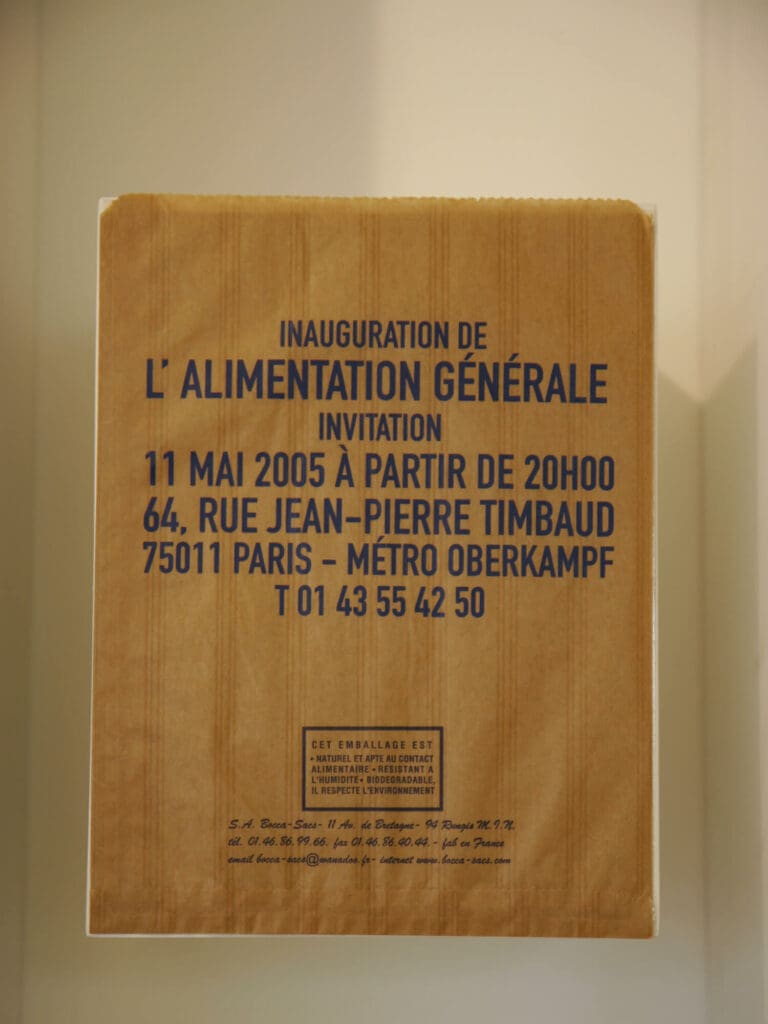 INAUGURATION DE
L' ALIMENTATION GÉNÉRALE
INVITATION
11 MAI 2005 À PARTIR DE 20H00
64, RUE JEAN-PIERRE TIMBAUD
75011 PARIS - MÉTRO OBERKAMPF
T 01 43 55 42 50
CET EMBALLAGE EST
• NATUREL ET APTE AU CONTACT
ALIMENTAIRE • RESISTANT A
L'HUMIDITE • BIODEGRADABLE,
IL RESPECTE L'ENVIRONNEMENT
S.A. Bocca-Sacs- 11 Av. de Bretagne- 94 Rungis M.I.N.
tél. 01.46.86.99.66. fax 01.46.86.40.44. - fab en France
email bocca-sacs@wanadoo.fr- internet www.bocca-sacs.com